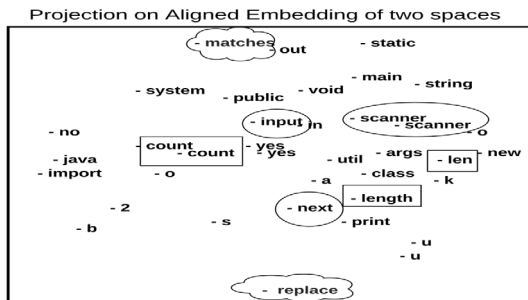 Projection on Aligned Embedding of two spaces
- matches
- out
- static
- main
- system
- void
- string
- public
- input
- in
- scanner
- scanner
- o
- no
- count
- count
- yes
- yes
- java
- util
- args
- len
- new
- import
- o
- a
- class
- k
- length
- 2
- next
- s
- print
- b
- u
- u
- replace